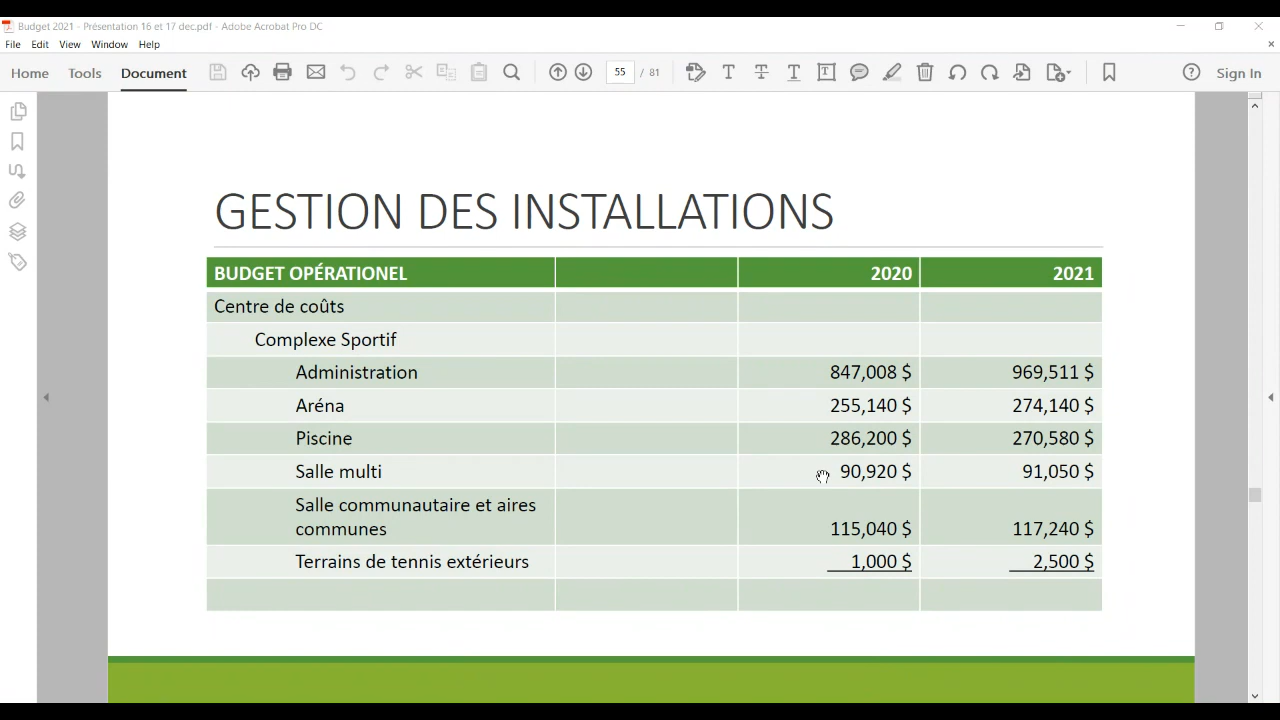 Budget 2021 - Présentation 16 et 17 dec.pdf - Adobe Acrobat Pro DC
File Edit View Window Help
Home Tools Document 55 / 81 Sign In
GESTION DES INSTALLATIONS
BUDGET OPÉRATIONEL 2020 2021
Centre de coûts
Complexe Sportif
Administration 847,008 $ 969,511 $
Aréna 255,140 $ 274,140 $
Piscine 286,200 $ 270,580 $
Salle multi 90,920 $ 91,050 $
Salle communautaire et aires
communes 115,040 $ 117,240 $
Terrains de tennis extérieurs 1,000 $ 2,500 $